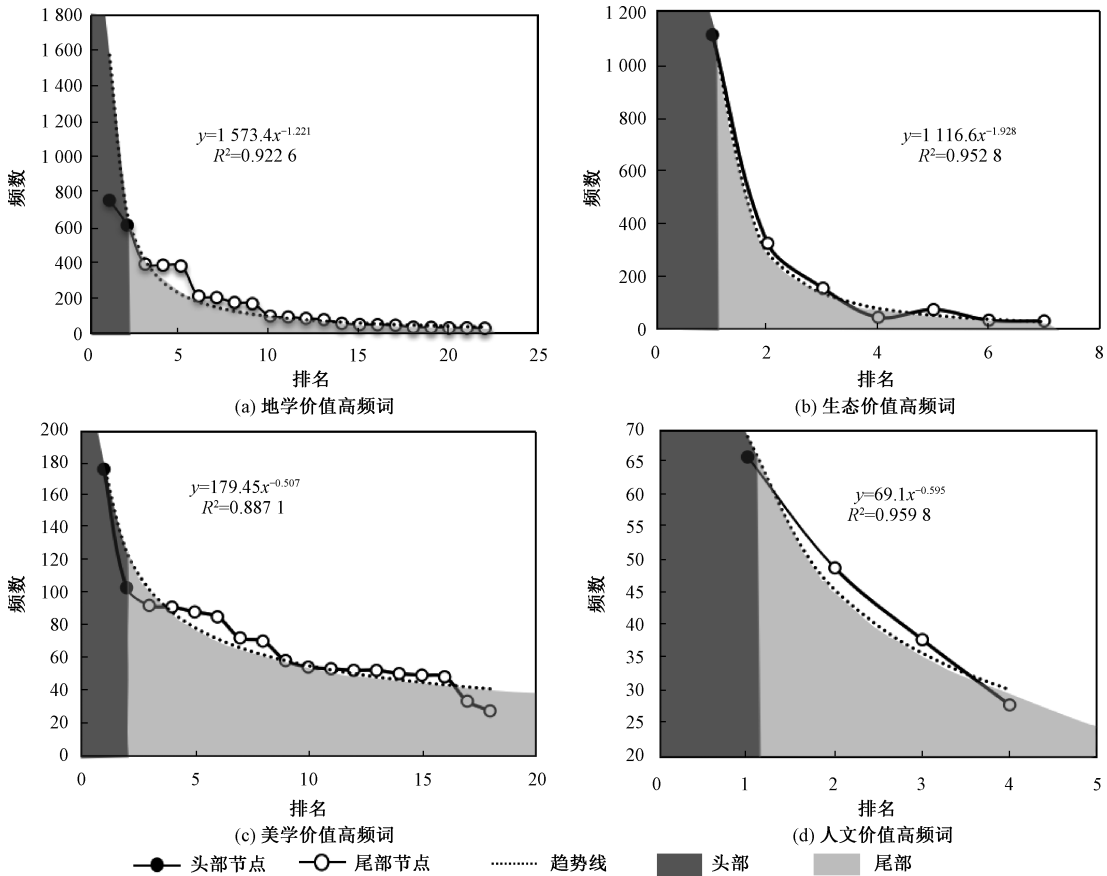 1 800
1 600
1 400
1 200
1 000
800
600
400
200
0
频数
y=1 573.4x⁻¹·²²¹
R²=0.922 6
0 5 10 15 20 25
排名
(a) 地学价值高频词
1 200
1 000
800
600
400
200
0
频数
y=1 116.6x⁻¹·⁹²⁸
R²=0.952 8
0 2 4 6 8
排名
(b) 生态价值高频词
200
180
160
140
120
100
80
60
40
20
0
频数
y=179.45x⁻⁰·⁵⁰⁷
R²=0.887 1
0 5 10 15 20
排名
(c) 美学价值高频词
70
65
60
55
50
45
40
35
30
25
20
频数
y=69.1x⁻⁰·⁵⁹⁵
R²=0.959 8
0 1 2 3 4 5
排名
(d) 人文价值高频词
头部节点 尾部节点 趋势线 头部 尾部